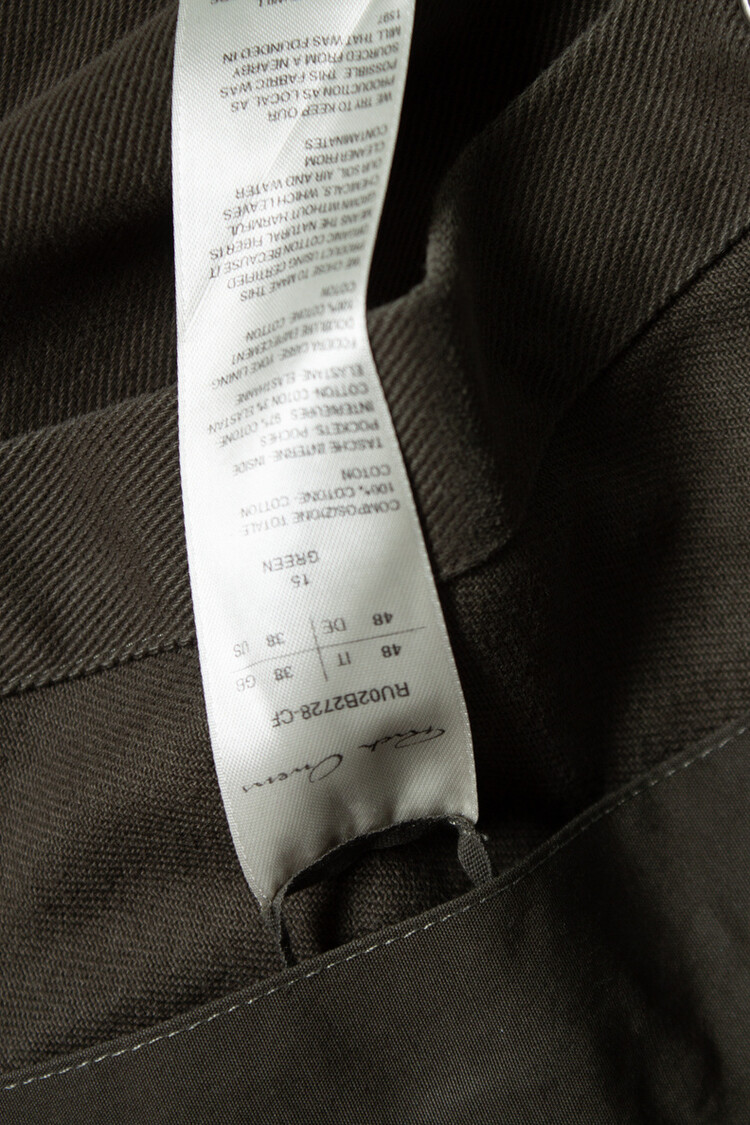 Rick Owens
RU02B2728-CF
48 IT 38 GB
48 DE 38 US
15
GREEN
COMPOSIZIONE TOTALE
100% COTONE- COTTON
COTON
TASCHE INTERNE- INSIDE
POCKETS- POCHES
INTERIEURES 97% COTONE-
COTTON- COTON 3% ELASTAN-
ELASTANE- ELASTHANNE
FODERA CARRE- YOKE LINING
DOUBLURE EMPIECEMENT
100% COTONE- COTTON
COTON
WE CHOSE TO MAKE THIS
PRODUCT USING CERTIFIED
ORGANIC COTTON BECAUSE IT
MEANS THE NATURAL FIBER IS
GROWN WITHOUT HARMFUL
CHEMICALS, WHICH LEAVES
OUR SOIL, AIR AND WATER
CLEANER FROM
CONTAMINATES
WE TRY TO KEEP OUR
PRODUCTION AS LOCAL AS
POSSIBLE. THIS FABRIC WAS
SOURCED FROM A NEARBY
MILL THAT WAS FOUNDED IN
1597